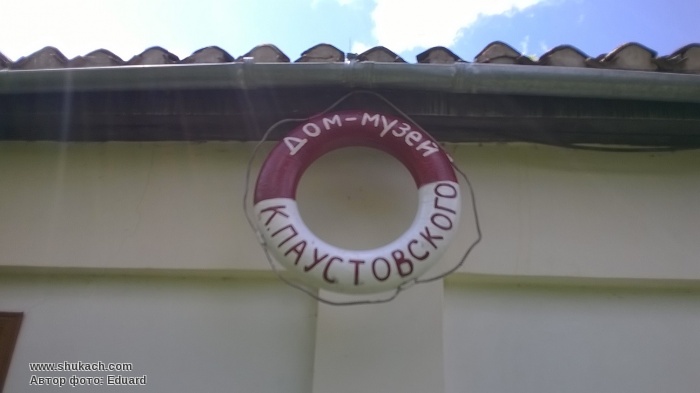 Дом-музей
К.ПАУСТОВСКОГО
www.shukach.com
Автор фото: Eduard